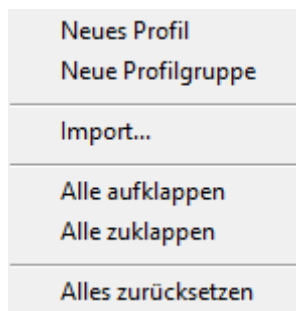 Neues Profil
Neue Profilgruppe
Import...
Alle aufklappen
Alle zuklappen
Alles zurücksetzen